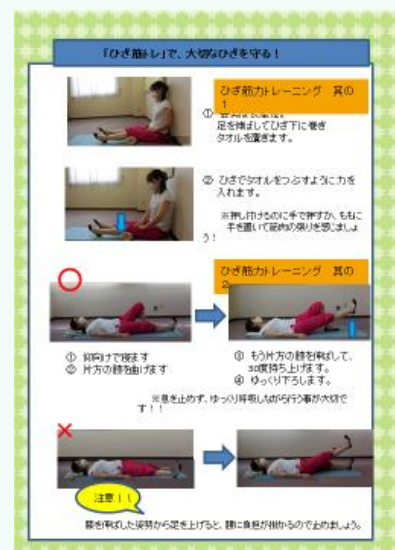 「ひざ筋トレ」で、大切なひざを守る！
ひざ筋力トレーニング　其の
1
①
足を伸ばしてひざ下に巻き
タオルを置きます。
② ひざでタオルをつぶすように力を
入れます。
※押し付けるのに手で押すか、ももに
手を置いて筋肉の張りを感じましょ
う！
ひざ筋力トレーニング　其の
2
① 仰向けで寝ます
② 片方の膝を曲げます
③ もう片方の膝を伸ばして、
30度持ち上げます。
④ ゆっくり下ろします。
※息を止めず、ゆっくり呼吸しながら行う事が大切で
す！！
注意！！
膝を伸ばした姿勢から足を上げると、腰に負担が掛かるので止めましょう。